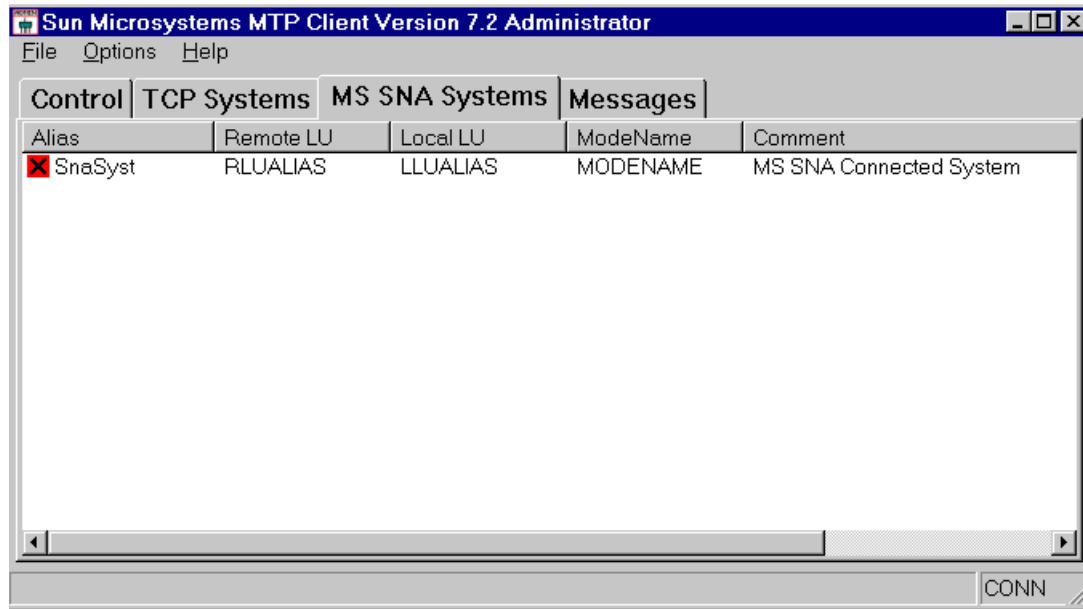 Sun Microsystems MTP Client Version 7.2 Administrator
File Options Help
Control TCP Systems MS SNA Systems Messages
Alias Remote LU Local LU ModeName Comment
SnaSyst RLUALIAS LLUALIAS MODENAME MS SNA Connected System
CONN